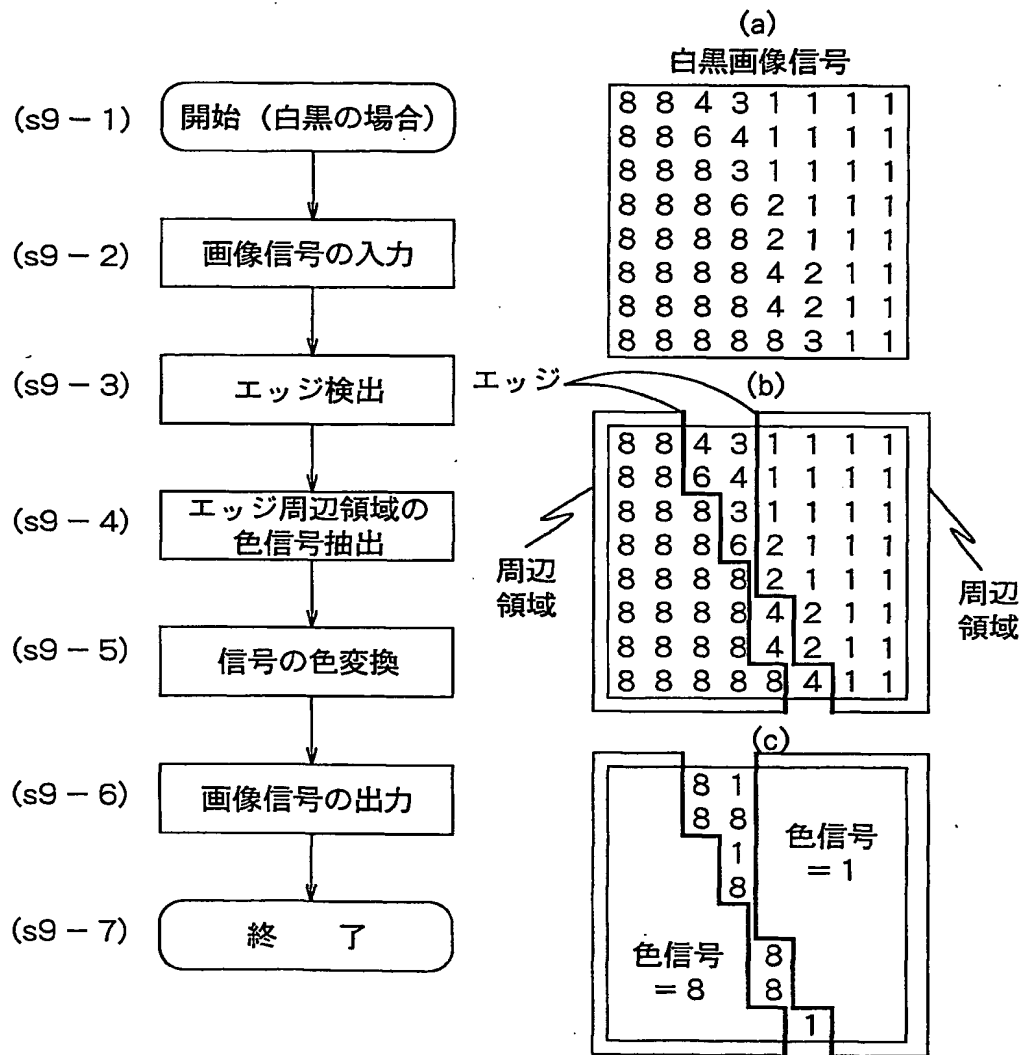 (s9－1)
開始（白黒の場合）
(s9－2)
画像信号の入力
(s9－3)
エッジ検出
(s9－4)
エッジ周辺領域の
色信号抽出
(s9－5)
信号の色変換
(s9－6)
画像信号の出力
(s9－7)
終　了
(a)
白黒画像信号
8 8 4 3 1 1 1 1
8 8 6 4 1 1 1 1
8 8 8 3 1 1 1 1
8 8 8 6 2 1 1 1
8 8 8 8 2 1 1 1
8 8 8 8 4 2 1 1
8 8 8 8 4 2 1 1
8 8 8 8 8 3 1 1
エッジ
(b)
8 8 4 3 1 1 1 1
8 8 6 4 1 1 1 1
8 8 8 3 1 1 1 1
8 8 8 6 2 1 1 1
8 8 8 8 2 1 1 1
8 8 8 8 4 2 1 1
8 8 8 8 4 2 1 1
8 8 8 8 8 4 1 1
周辺
領域
周辺
領域
(c)
8 1
8 8
1
8
8
8
1
色信号
＝1
色信号
＝8